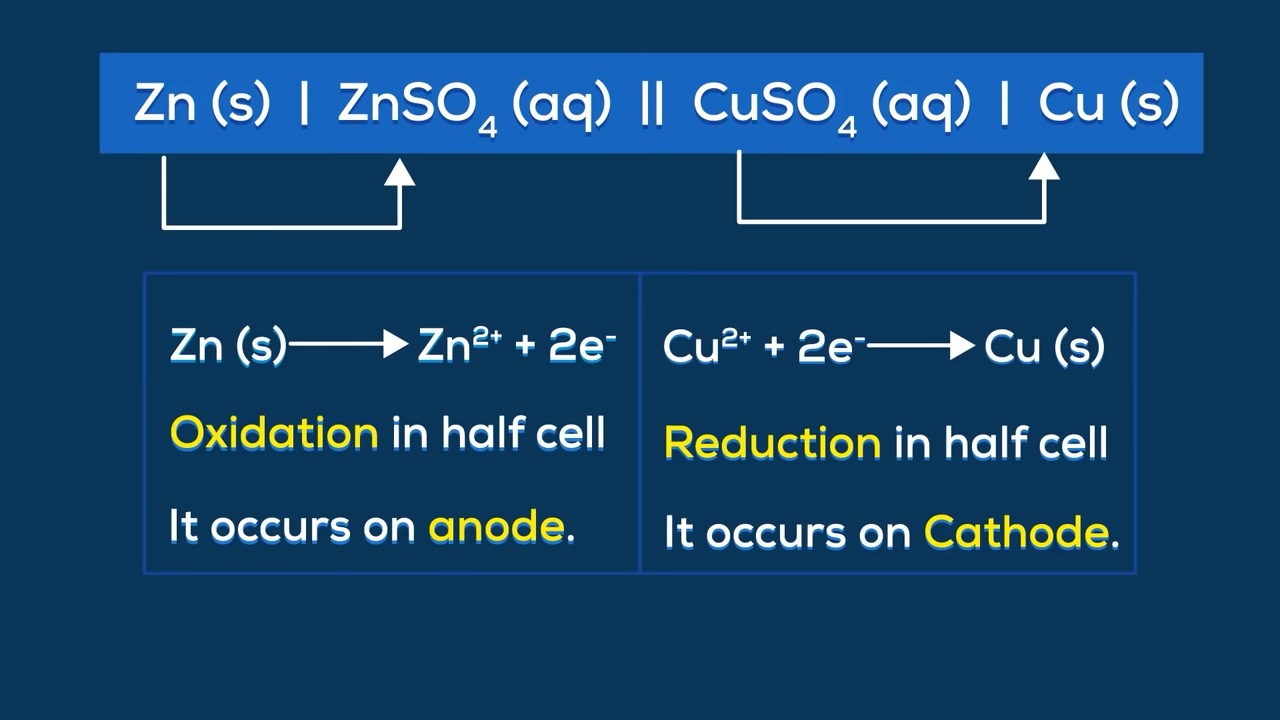 Zn (s) | ZnSO₄ (aq) || CuSO₄ (aq) | Cu (s)
Zn (s) ⟶ Zn²⁺ + 2e⁻
Oxidation in half cell
It occurs on anode.
Cu²⁺ + 2e⁻ ⟶ Cu (s)
Reduction in half cell
It occurs on Cathode.